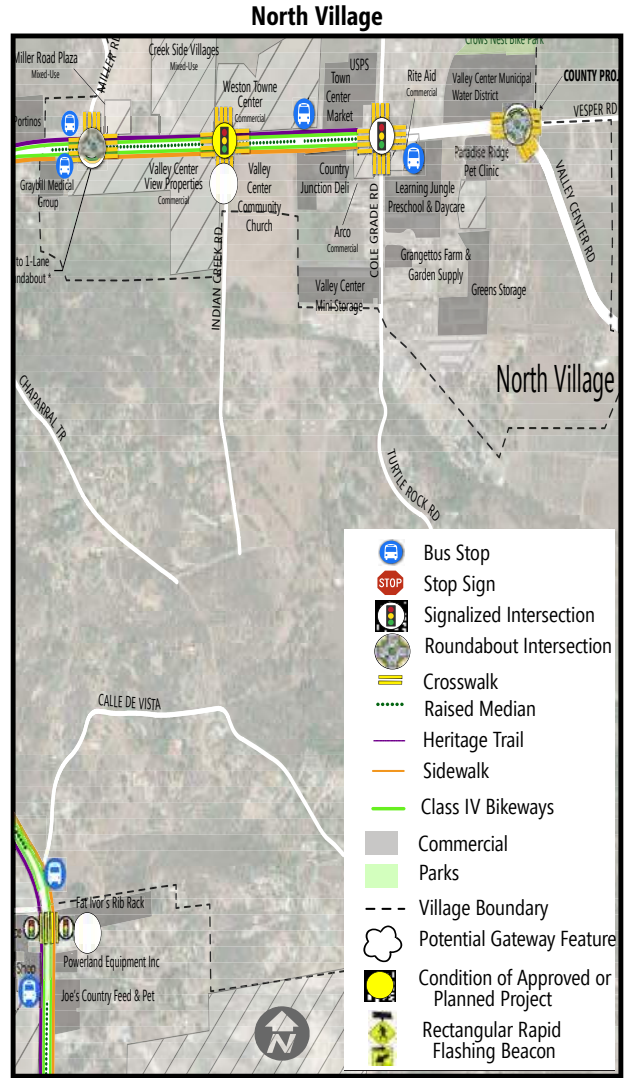 North Village
Miller Road Plaza
Mixed-Use
MILLER RD
Creek Side Villages
Mixed-Use
Weston Towne
Center
Commercial
USPS
Town
Center
Market
Rite Aid
Commercial
Crows Nest Bike Park
Valley Center Municipal
Water District
COUNTY PROJ
VESPER RD
Portinos
Graybill Medical
Group
Valley Center
View Properties
Commercial
Valley
Center
Community
Church
Country
Junction Deli
Arco
Commercial
COLE GRADE RD
Learning Jungle
Preschool & Daycare
Paradise Ridge
Pet Clinic
VALLEY CENTER RD
to 1-Lane
ndabout *
INDIAN CREEK RD
Valley Center
Mini Storage
Grangettos Farm &
Garden Supply
Greens Storage
North Village
CHAPARRAL TR
TURTLE ROCK RD
CALLE DE VISTA
Fat Ivor's Rib Rack
Powerland Equipment Inc
Shop
Joe's Country Feed & Pet
N
Bus Stop
STOP
Stop Sign
Signalized Intersection
Roundabout Intersection
Crosswalk
Raised Median
Heritage Trail
Sidewalk
Class IV Bikeways
Commercial
Parks
Village Boundary
Potential Gateway Feature
Condition of Approved or
Planned Project
Rectangular Rapid
Flashing Beacon